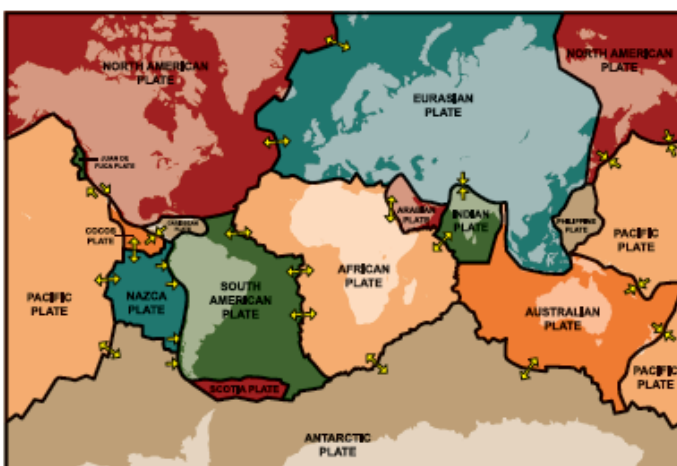 NORTH AMERICAN
PLATE
EURASIAN
PLATE
NORTH AMERICAN
PLATE
JUAN DE
FUCA PLATE
COCOS
PLATE
CARIBBEAN
PLATE
ARABIAN
PLATE
INDIAN
PLATE
PHILIPPINE
PLATE
PACIFIC
PLATE
PACIFIC
PLATE
NAZCA
PLATE
SOUTH
AMERICAN
PLATE
AFRICAN
PLATE
AUSTRALIAN
PLATE
PACIFIC
PLATE
SCOTIA PLATE
ANTARCTIC
PLATE